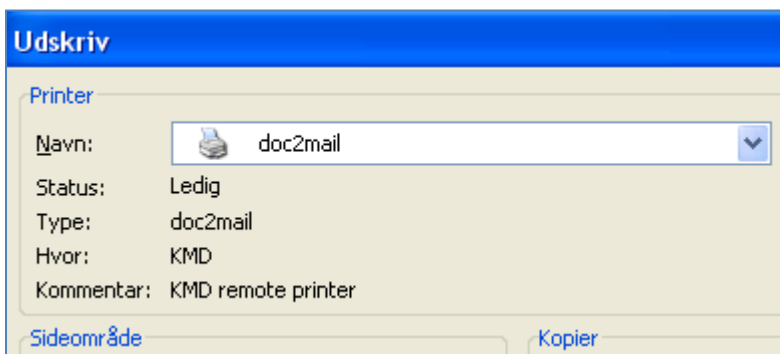 Udskriv
Printer
Navn: doc2mail
Status: Ledig
Type: doc2mail
Hvor: KMD
Kommentar: KMD remote printer
Sideområde Kopier